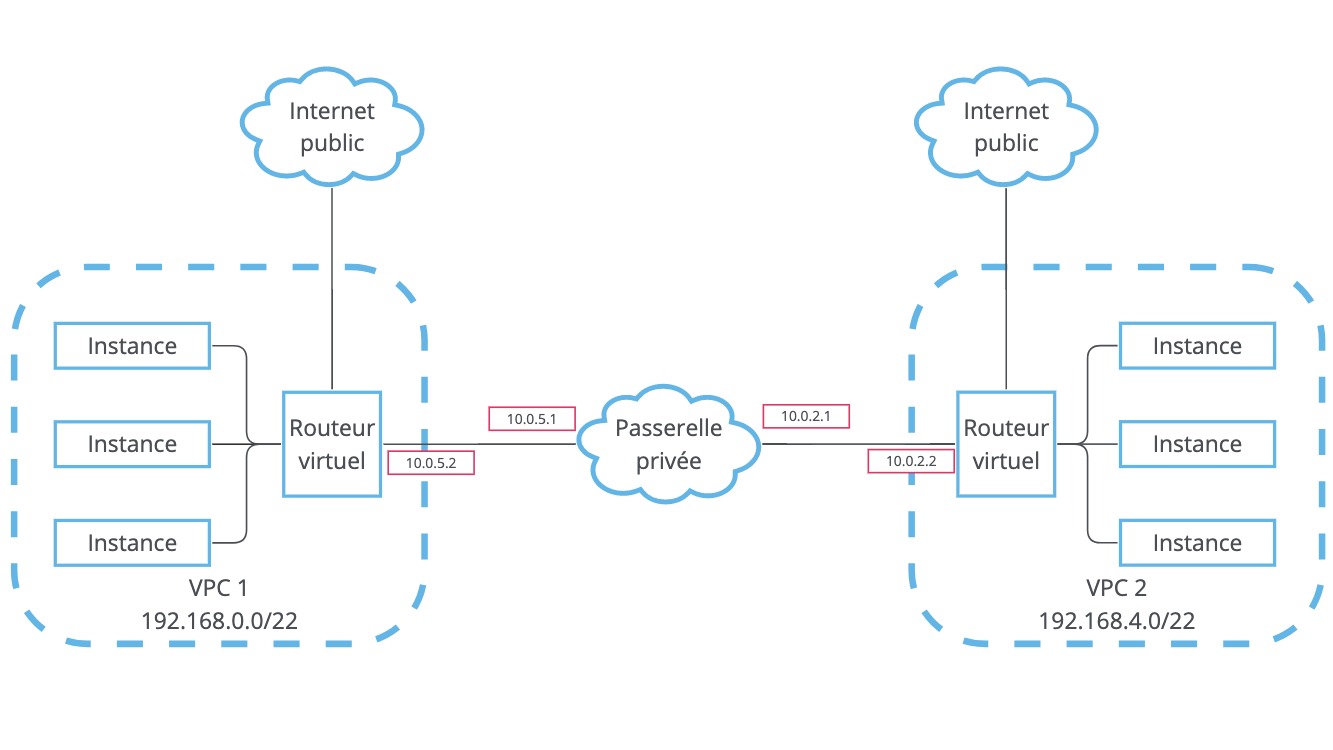 Internet
public
Internet
public
Instance
Instance
Instance
Routeur
virtuel
VPC 1
192.168.0.0/22
10.0.5.1
10.0.5.2
Passerelle
privée
10.0.2.1
10.0.2.2
Routeur
virtuel
Instance
Instance
Instance
VPC 2
192.168.4.0/22